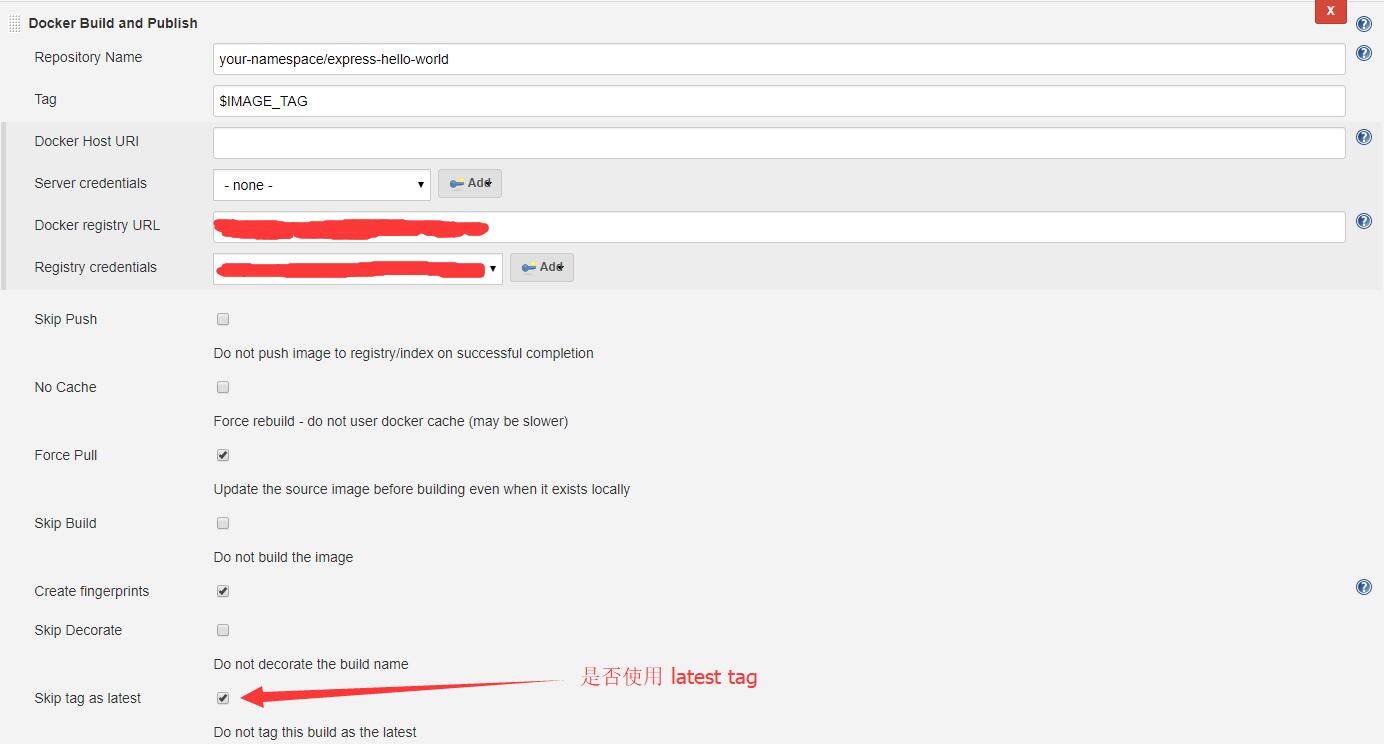 Docker Build and Publish
X
Repository Name
your-namespace/express-hello-world
Tag
$IMAGE_TAG
Docker Host URI
Server credentials
- none -
Add
Docker registry URL
Registry credentials
Add
Skip Push
Do not push image to registry/index on successful completion
No Cache
Force rebuild - do not user docker cache (may be slower)
Force Pull
Update the source image before building even when it exists locally
Skip Build
Do not build the image
Create fingerprints
Skip Decorate
Do not decorate the build name
是否使用 latest tag
Skip tag as latest
Do not tag this build as the latest